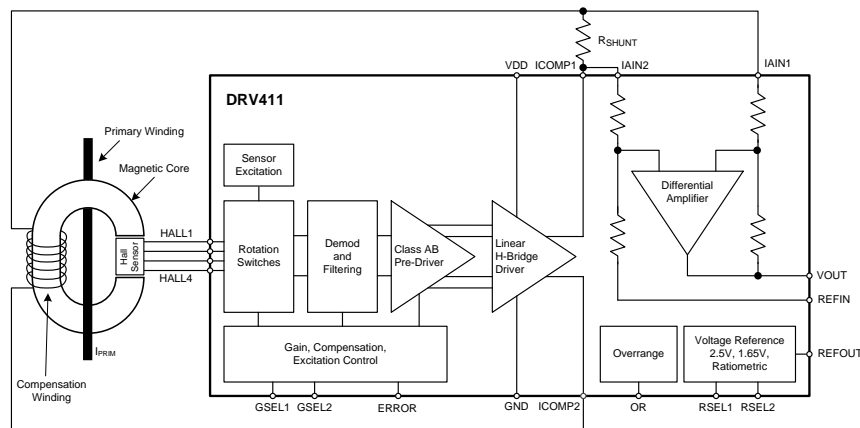 RSHUNT
VDD
ICOMP1
IAIN2
IAIN1
DRV411
Primary Winding
Magnetic Core
Sensor
Excitation
Differential
Amplifier
HALL1
Hall
Sensor
HALL4
Rotation
Switches
Demod
and
Filtering
Class AB
Pre-Driver
Linear
H-Bridge
Driver
VOUT
REFIN
Gain, Compensation,
Excitation Control
Overrange
Voltage Reference
2.5V, 1.65V,
Ratiometric
REFOUT
IPRIM
Compensation
Winding
GSEL1
GSEL2
ERROR
GND
ICOMP2
OR
RSEL1
RSEL2